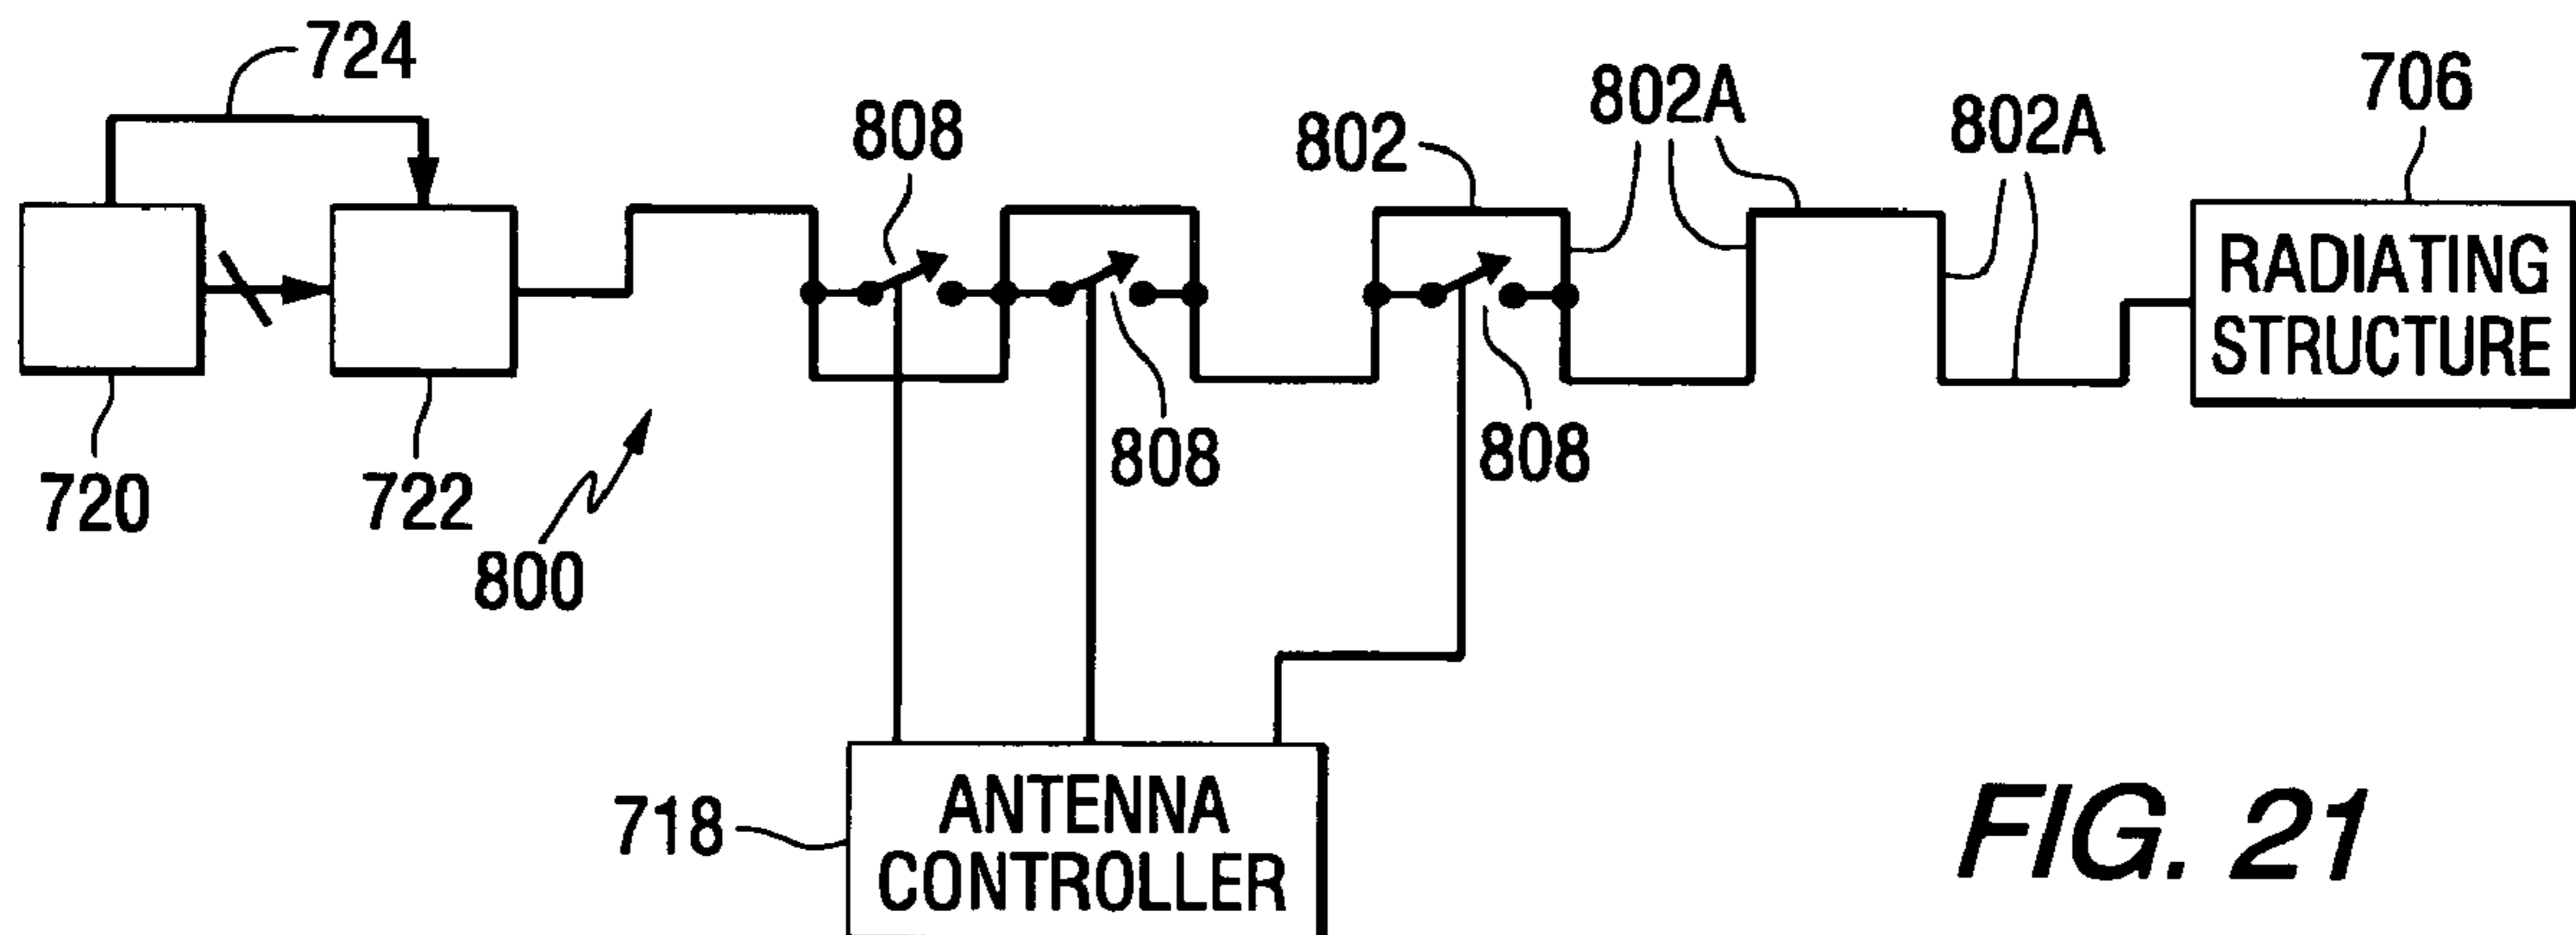 724
808
802
802A
802A
706
RADIATING
STRUCTURE
720
722
800
808
808
718
ANTENNA
CONTROLLER
FIG. 21